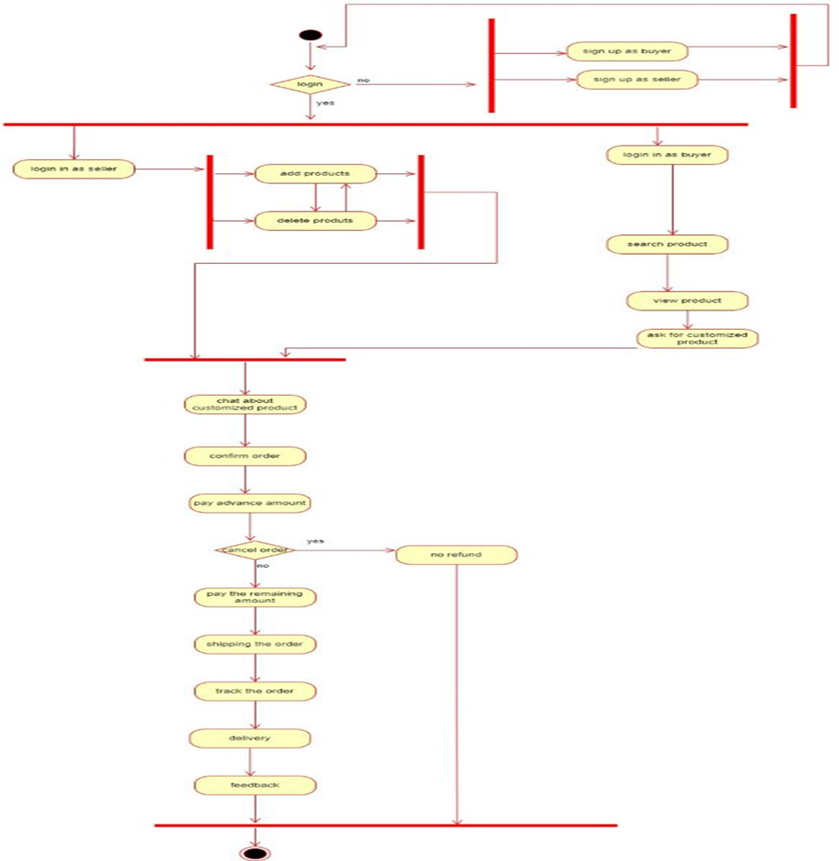 sign up as buyer
login
no
sign up as seller
yes
login in as seller
add products
login in as buyer
delete produts
search product
view product
ask for customized
product
chat about
customized product
confirm order
pay advance amount
cancel order
yes
no refund
no
pay the remaining
amount
shipping the order
track the order
delivery
feedback